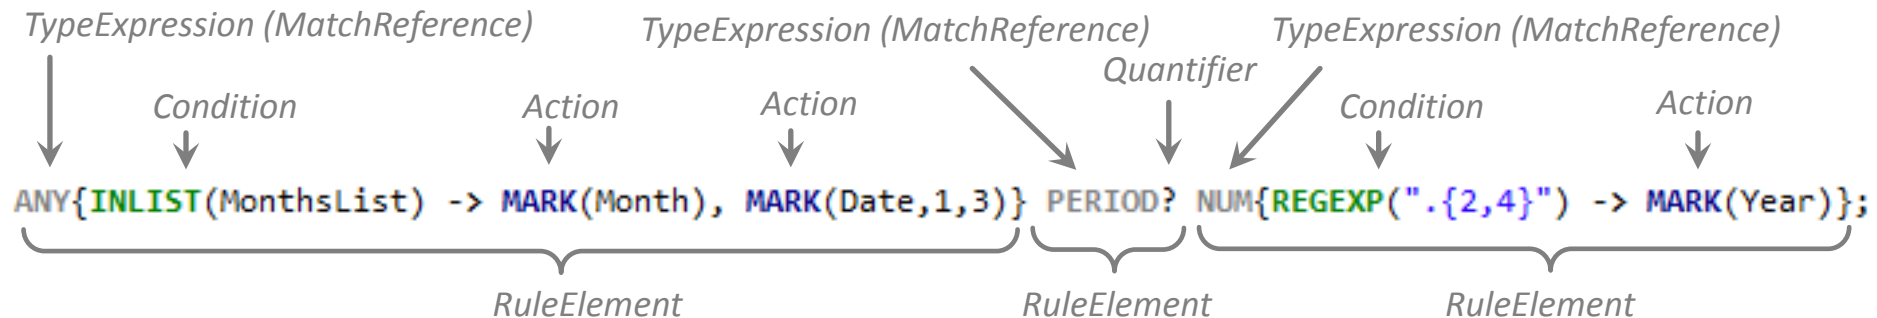 TypeExpression (MatchReference) TypeExpression (MatchReference) TypeExpression (MatchReference)
Quantifier
Condition Action Action Condition Action
ANY{INLIST(MonthsList) -> MARK(Month), MARK(Date,1,3)} PERIOD? NUM{REGEXP(".{2,4}") -> MARK(Year)};
RuleElement RuleElement RuleElement